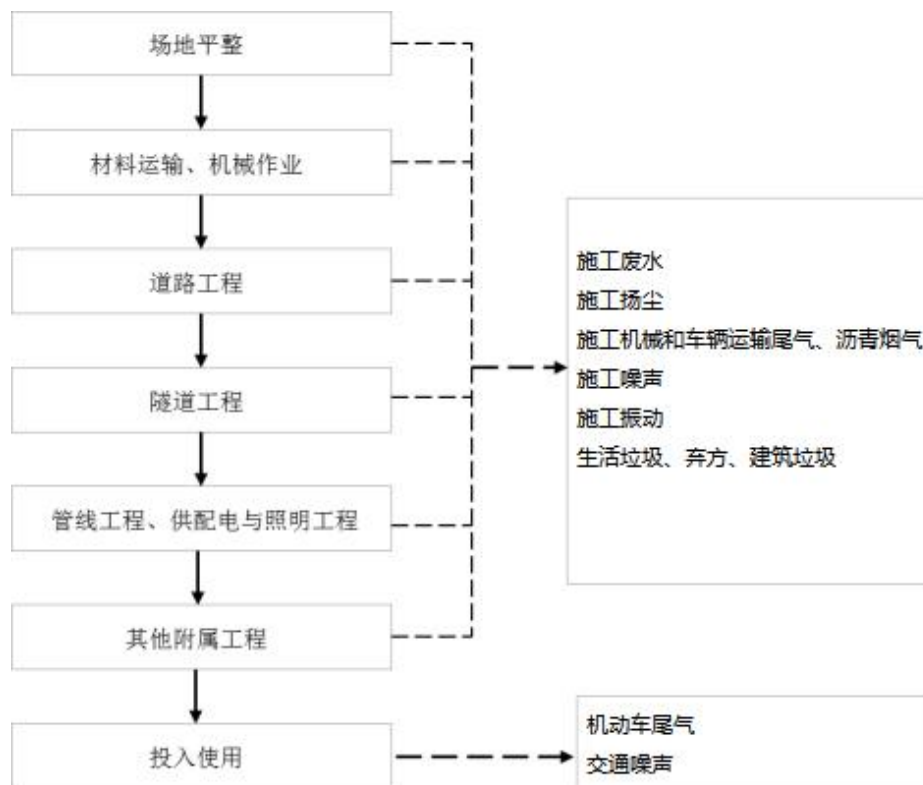 场地平整
材料运输、机械作业
道路工程
隧道工程
管线工程、供配电与照明工程
其他附属工程
投入使用
施工废水
施工扬尘
施工机械和车辆运输尾气、沥青烟气
施工噪声
施工振动
生活垃圾、弃方、建筑垃圾
机动车尾气
交通噪声